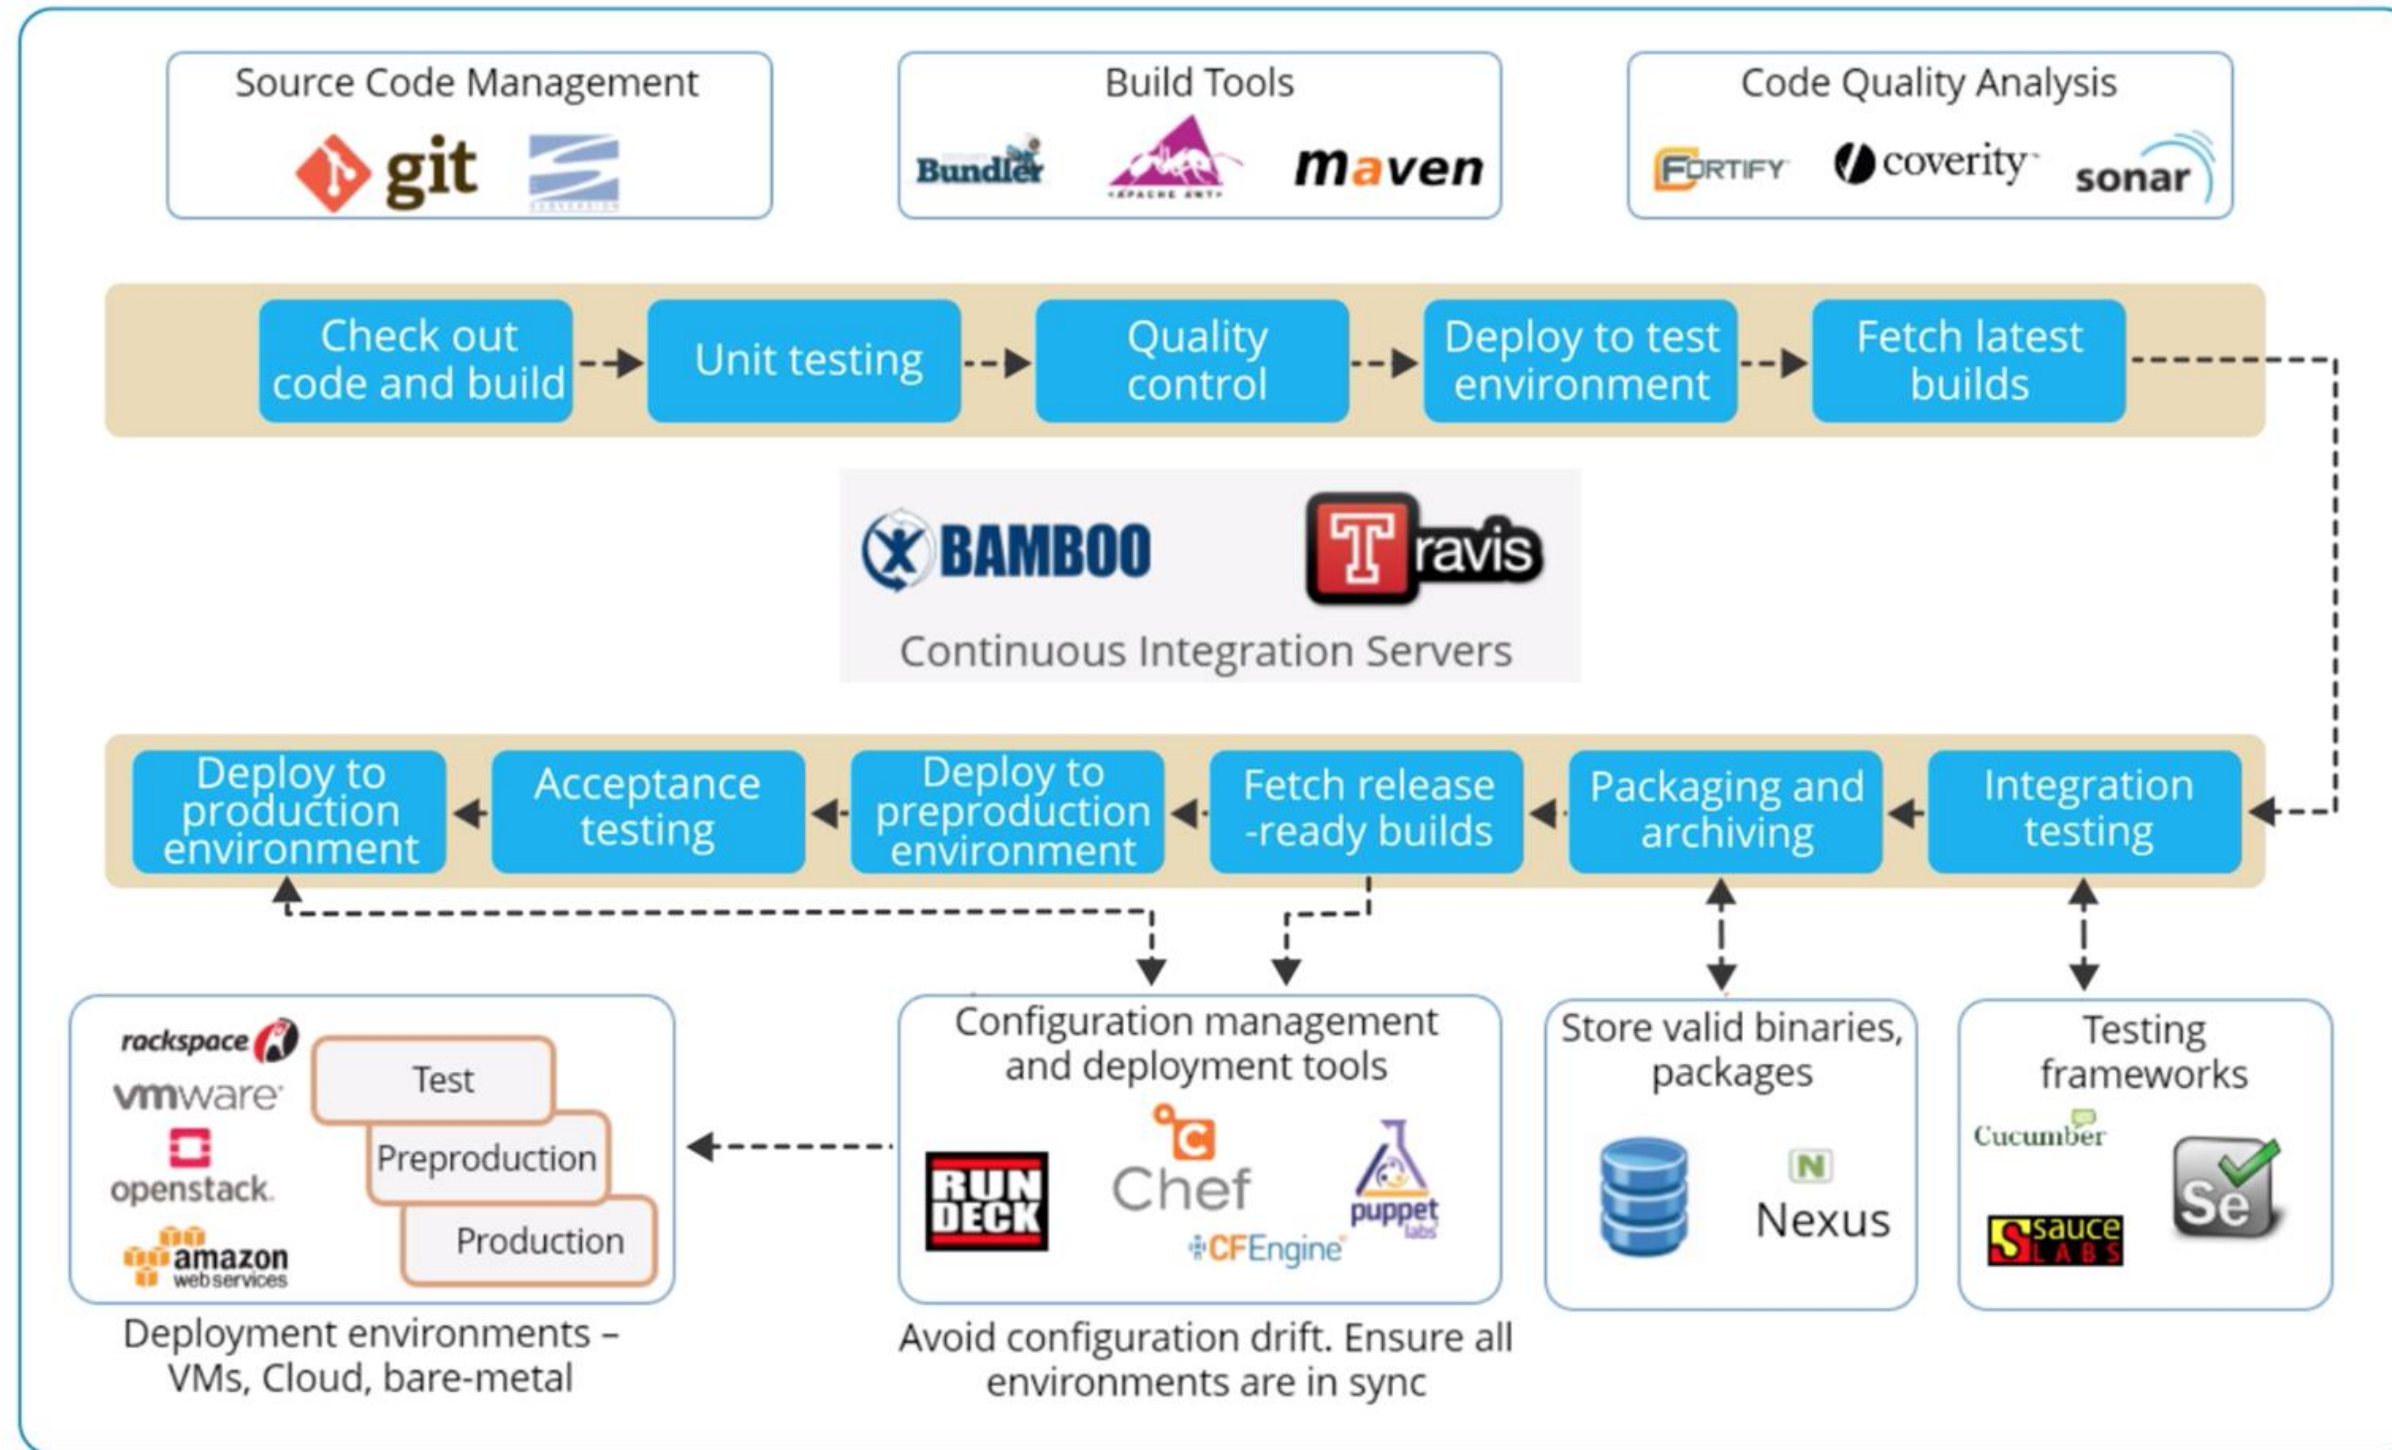 Source Code Management
git
SUBVERSION
Build Tools
Bundler
APACHE ANT
maven
Code Quality Analysis
FORTIFY
coverity
sonar
Check out
code and build
Unit testing
Quality
control
Deploy to test
environment
Fetch latest
builds
BAMBOO
Travis
Continuous Integration Servers
Deploy to
production
environment
Acceptance
testing
Deploy to
preproduction
environment
Fetch release
-ready builds
Packaging and
archiving
Integration
testing
rackspace
vmware
openstack.
amazon
web services
Test
Preproduction
Production
Deployment environments –
VMs, Cloud, bare-metal
Configuration management
and deployment tools
RUN
DECK
Chef
CFEngine
puppet
labs
Avoid configuration drift. Ensure all
environments are in sync
Store valid binaries,
packages
N
Nexus
Testing
frameworks
Cucumber
sauce
LABS
Se